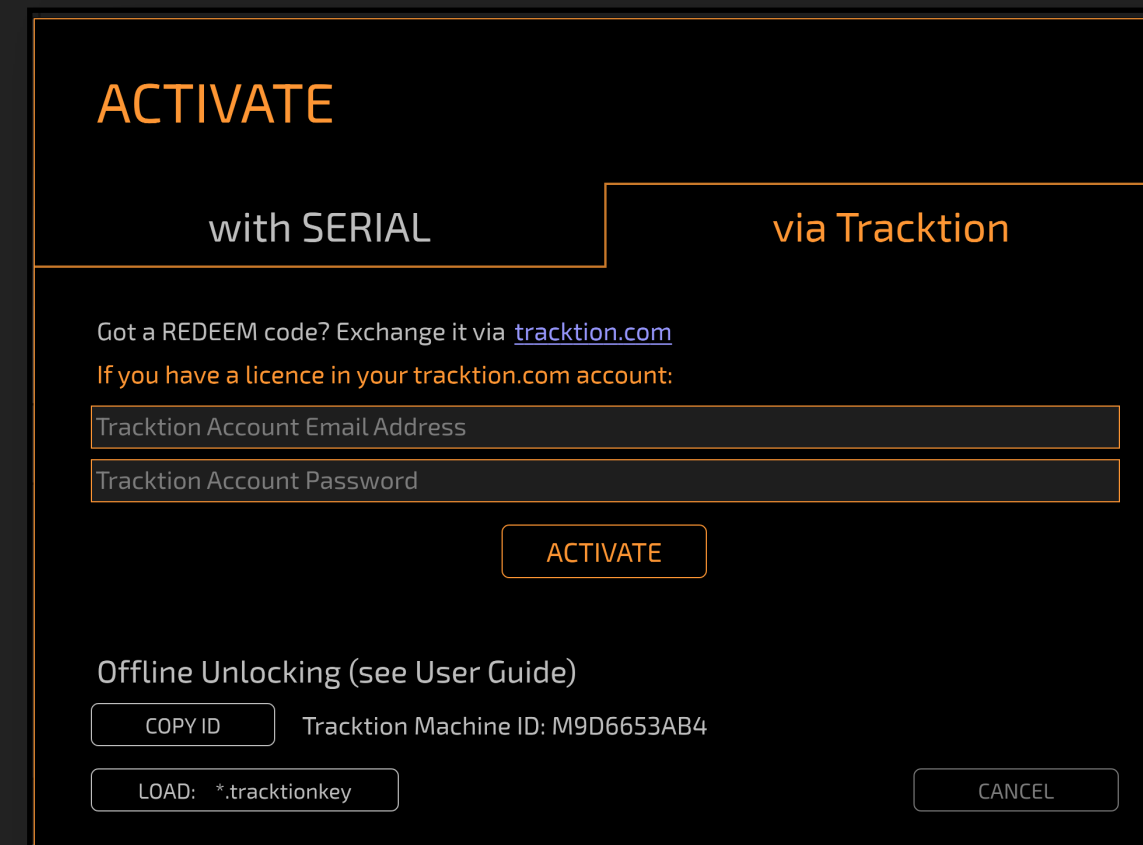 ACTIVATE
with SERIAL
via Tracktion
Got a REDEEM code? Exchange it via tracktion.com
If you have a licence in your tracktion.com account:
Tracktion Account Email Address
Tracktion Account Password
ACTIVATE
Offline Unlocking (see User Guide)
COPY ID
Tracktion Machine ID: M9D6653AB4
LOAD: *.tracktionkey
CANCEL